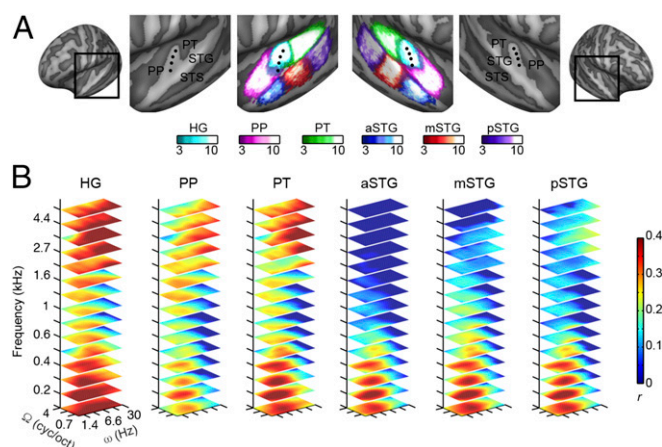 A
PT
STG
PP
STS
PT
STG
PP
STS
HG PP PT aSTG mSTG pSTG
3 10 3 10 3 10 3 10 3 10 3 10
B
HG PP PT aSTG mSTG pSTG
Frequency (kHz)
4.4
2.7
1.6
1
0.6
0.4
0.2
4
0.7
1.4
6.6
30
Ω (cyc/oct)
ω (Hz)
0.4
0.3
0.2
0.1
0
r